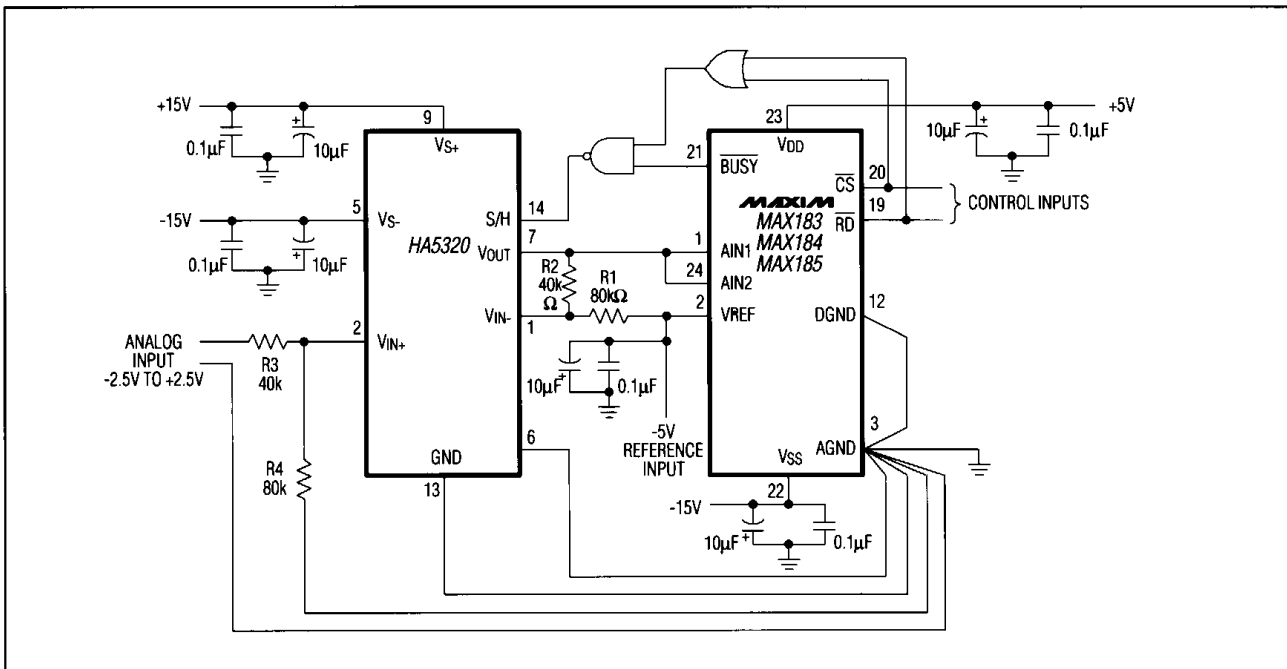 +15V
0.1µF
10µF
+
9
VS+
-15V
0.1µF
10µF
+
5
VS-
HA5320
S/H
14
VOUT
7
VIN-
1
ANALOG
INPUT
-2.5V TO +2.5V
R3
40k
2
VIN+
R4
80k
GND
13
6
R2
40k
Ω
R1
80kΩ
10µF
+
0.1µF
-5V
REFERENCE
INPUT
23
VDD
21
BUSY
MAXIM
MAX183
MAX184
MAX185
1
AIN1
24
AIN2
2
VREF
CS
20
RD
19
CONTROL INPUTS
+5V
10µF
+
0.1µF
DGND
12
AGND
3
VSS
22
-15V
10µF
+
0.1µF